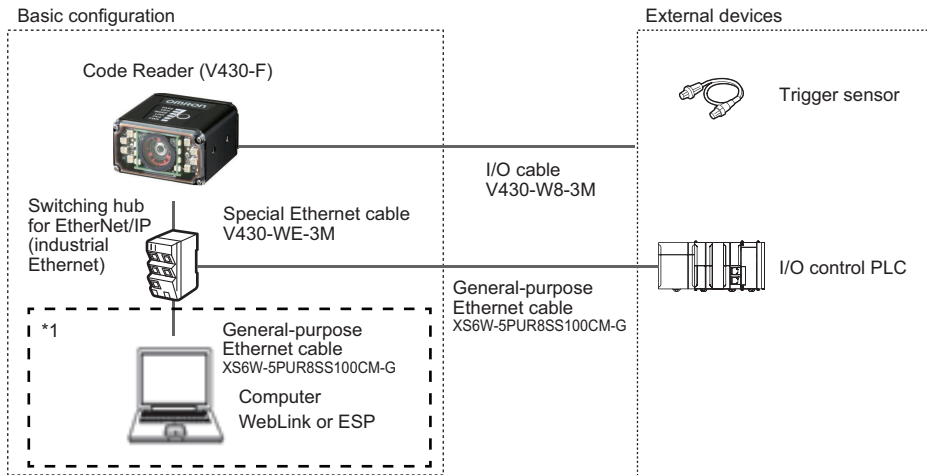 Basic configuration
External devices
Code Reader (V430-F)
omron
Trigger sensor
I/O cable
V430-W8-3M
Switching hub
for EtherNet/IP
(industrial
Ethernet)
Special Ethernet cable
V430-WE-3M
I/O control PLC
General-purpose
Ethernet cable
XS6W-5PUR8SS100CM-G
*1
General-purpose
Ethernet cable
XS6W-5PUR8SS100CM-G
Computer
WebLink or ESP